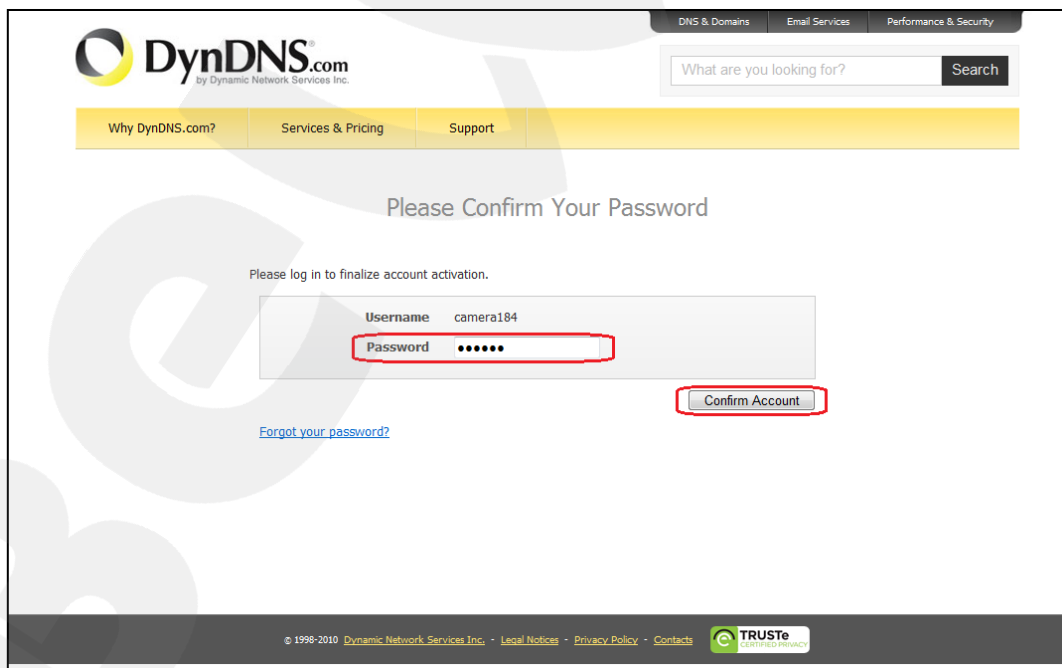 DNS & Domains Email Services Performance & Security
DynDNS.com
by Dynamic Network Services Inc.
What are you looking for? Search
Why DynDNS.com? Services & Pricing Support
Please Confirm Your Password
Please log in to finalize account activation.
Username camera184
Password ••••••
Confirm Account
Forgot your password?
© 1998-2010 Dynamic Network Services Inc. - Legal Notices - Privacy Policy - Contacts
TRUSTe
CERTIFIED PRIVACY